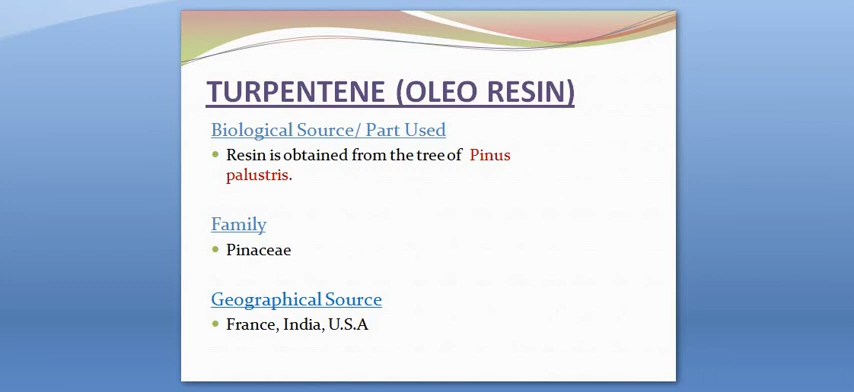 TURPENTENE (OLEO RESIN)
Biological Source/ Part Used
• Resin is obtained from the tree of Pinus
palustris.
Family
• Pinaceae
Geographical Source
• France, India, U.S.A